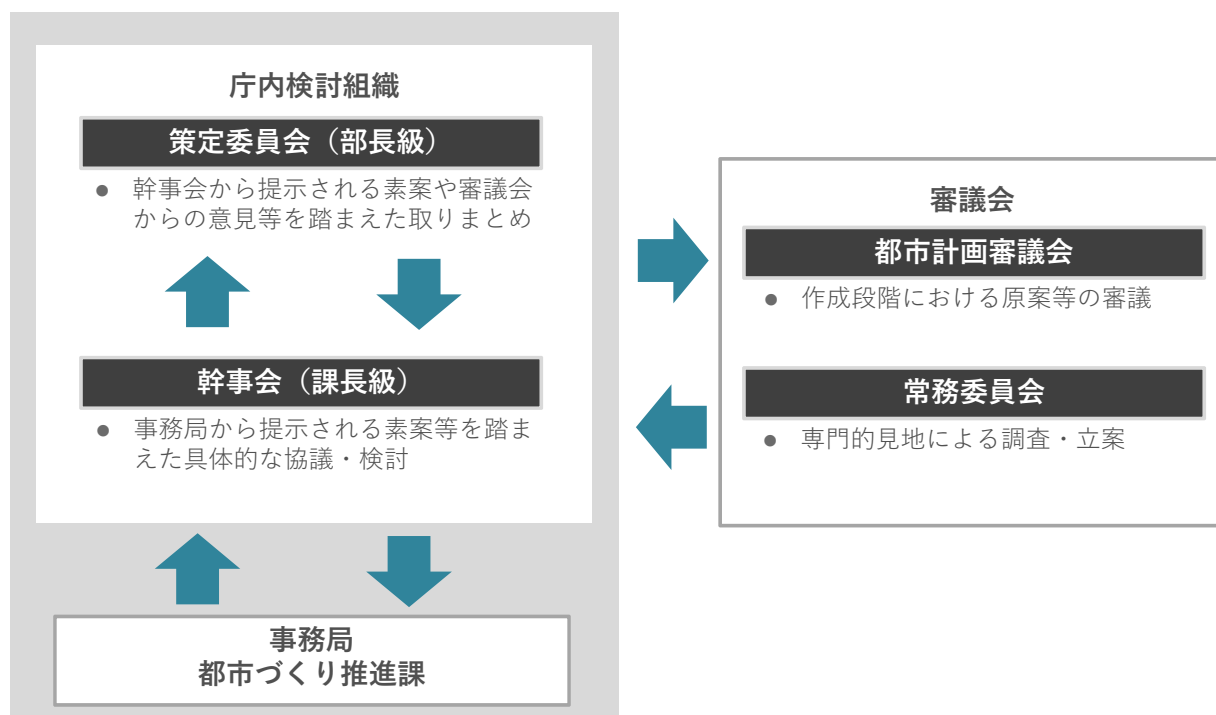 庁内検討組織
策定委員会（部長級）
● 幹事会から提示される素案や審議会
からの意見等を踏まえた取りまとめ
幹事会（課長級）
● 事務局から提示される素案等を踏ま
えた具体的な協議・検討
事務局
都市づくり推進課
審議会
都市計画審議会
● 作成段階における原案等の審議
常務委員会
● 専門的見地による調査・立案